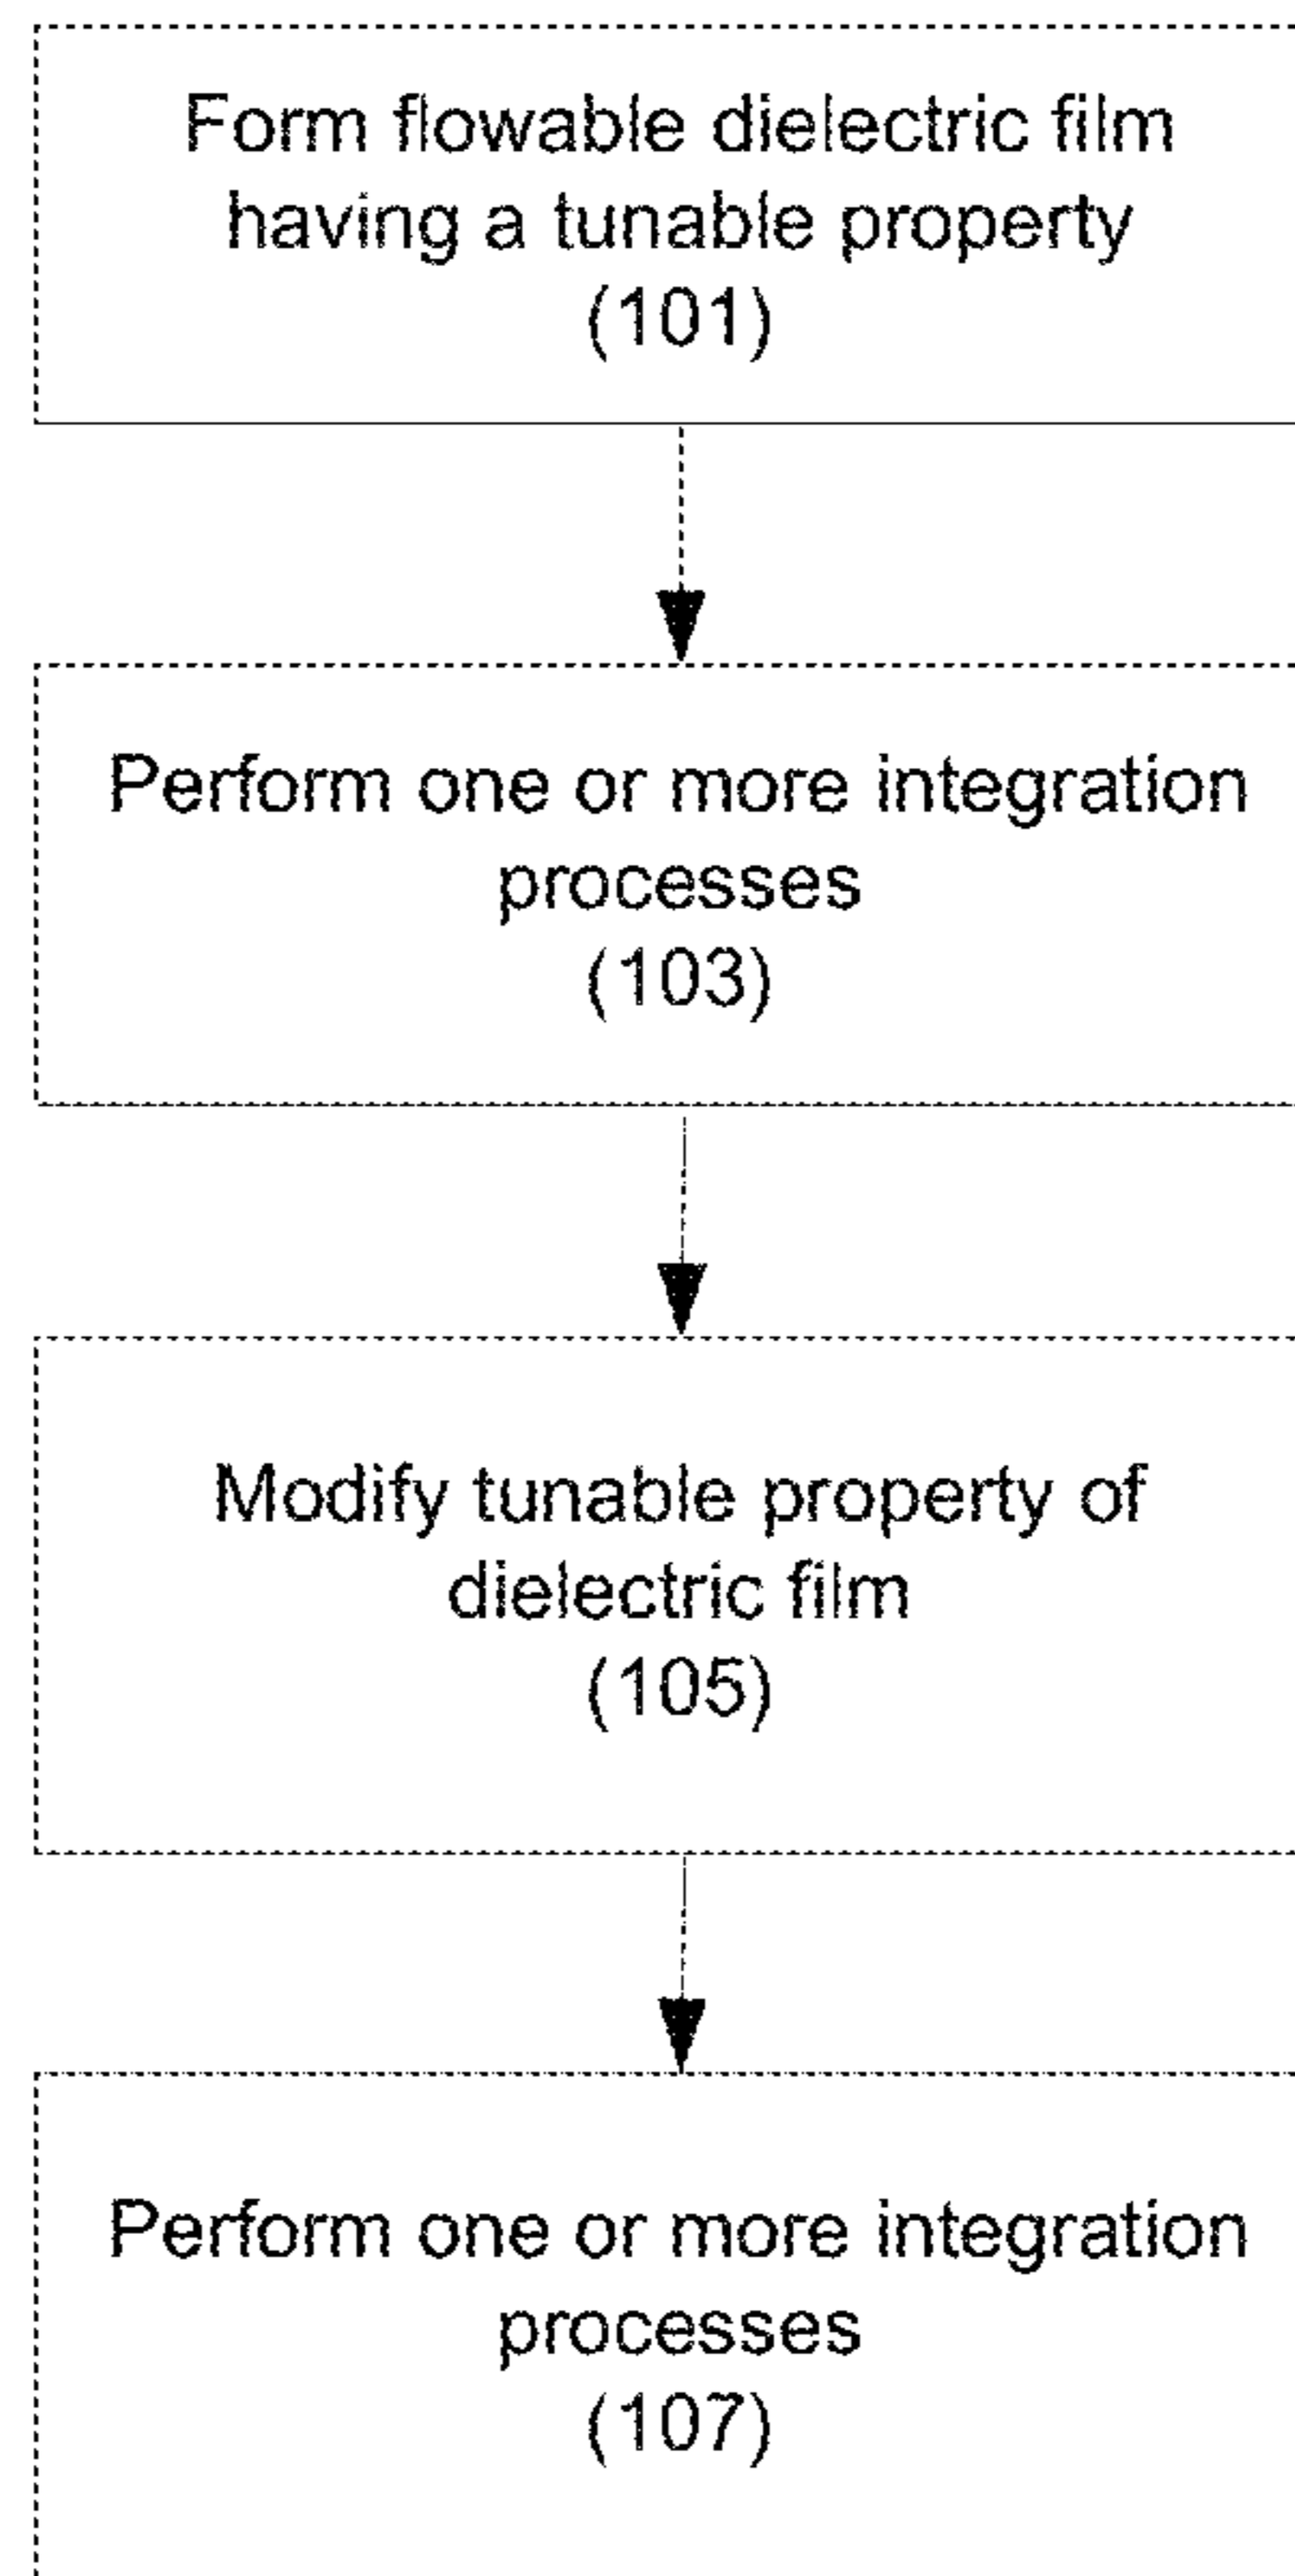 Form flowable dielectric film
having a tunable property
(101)
Perform one or more integration
processes
(103)
Modify tunable property of
dielectric film
(105)
Perform one or more integration
processes
(107)